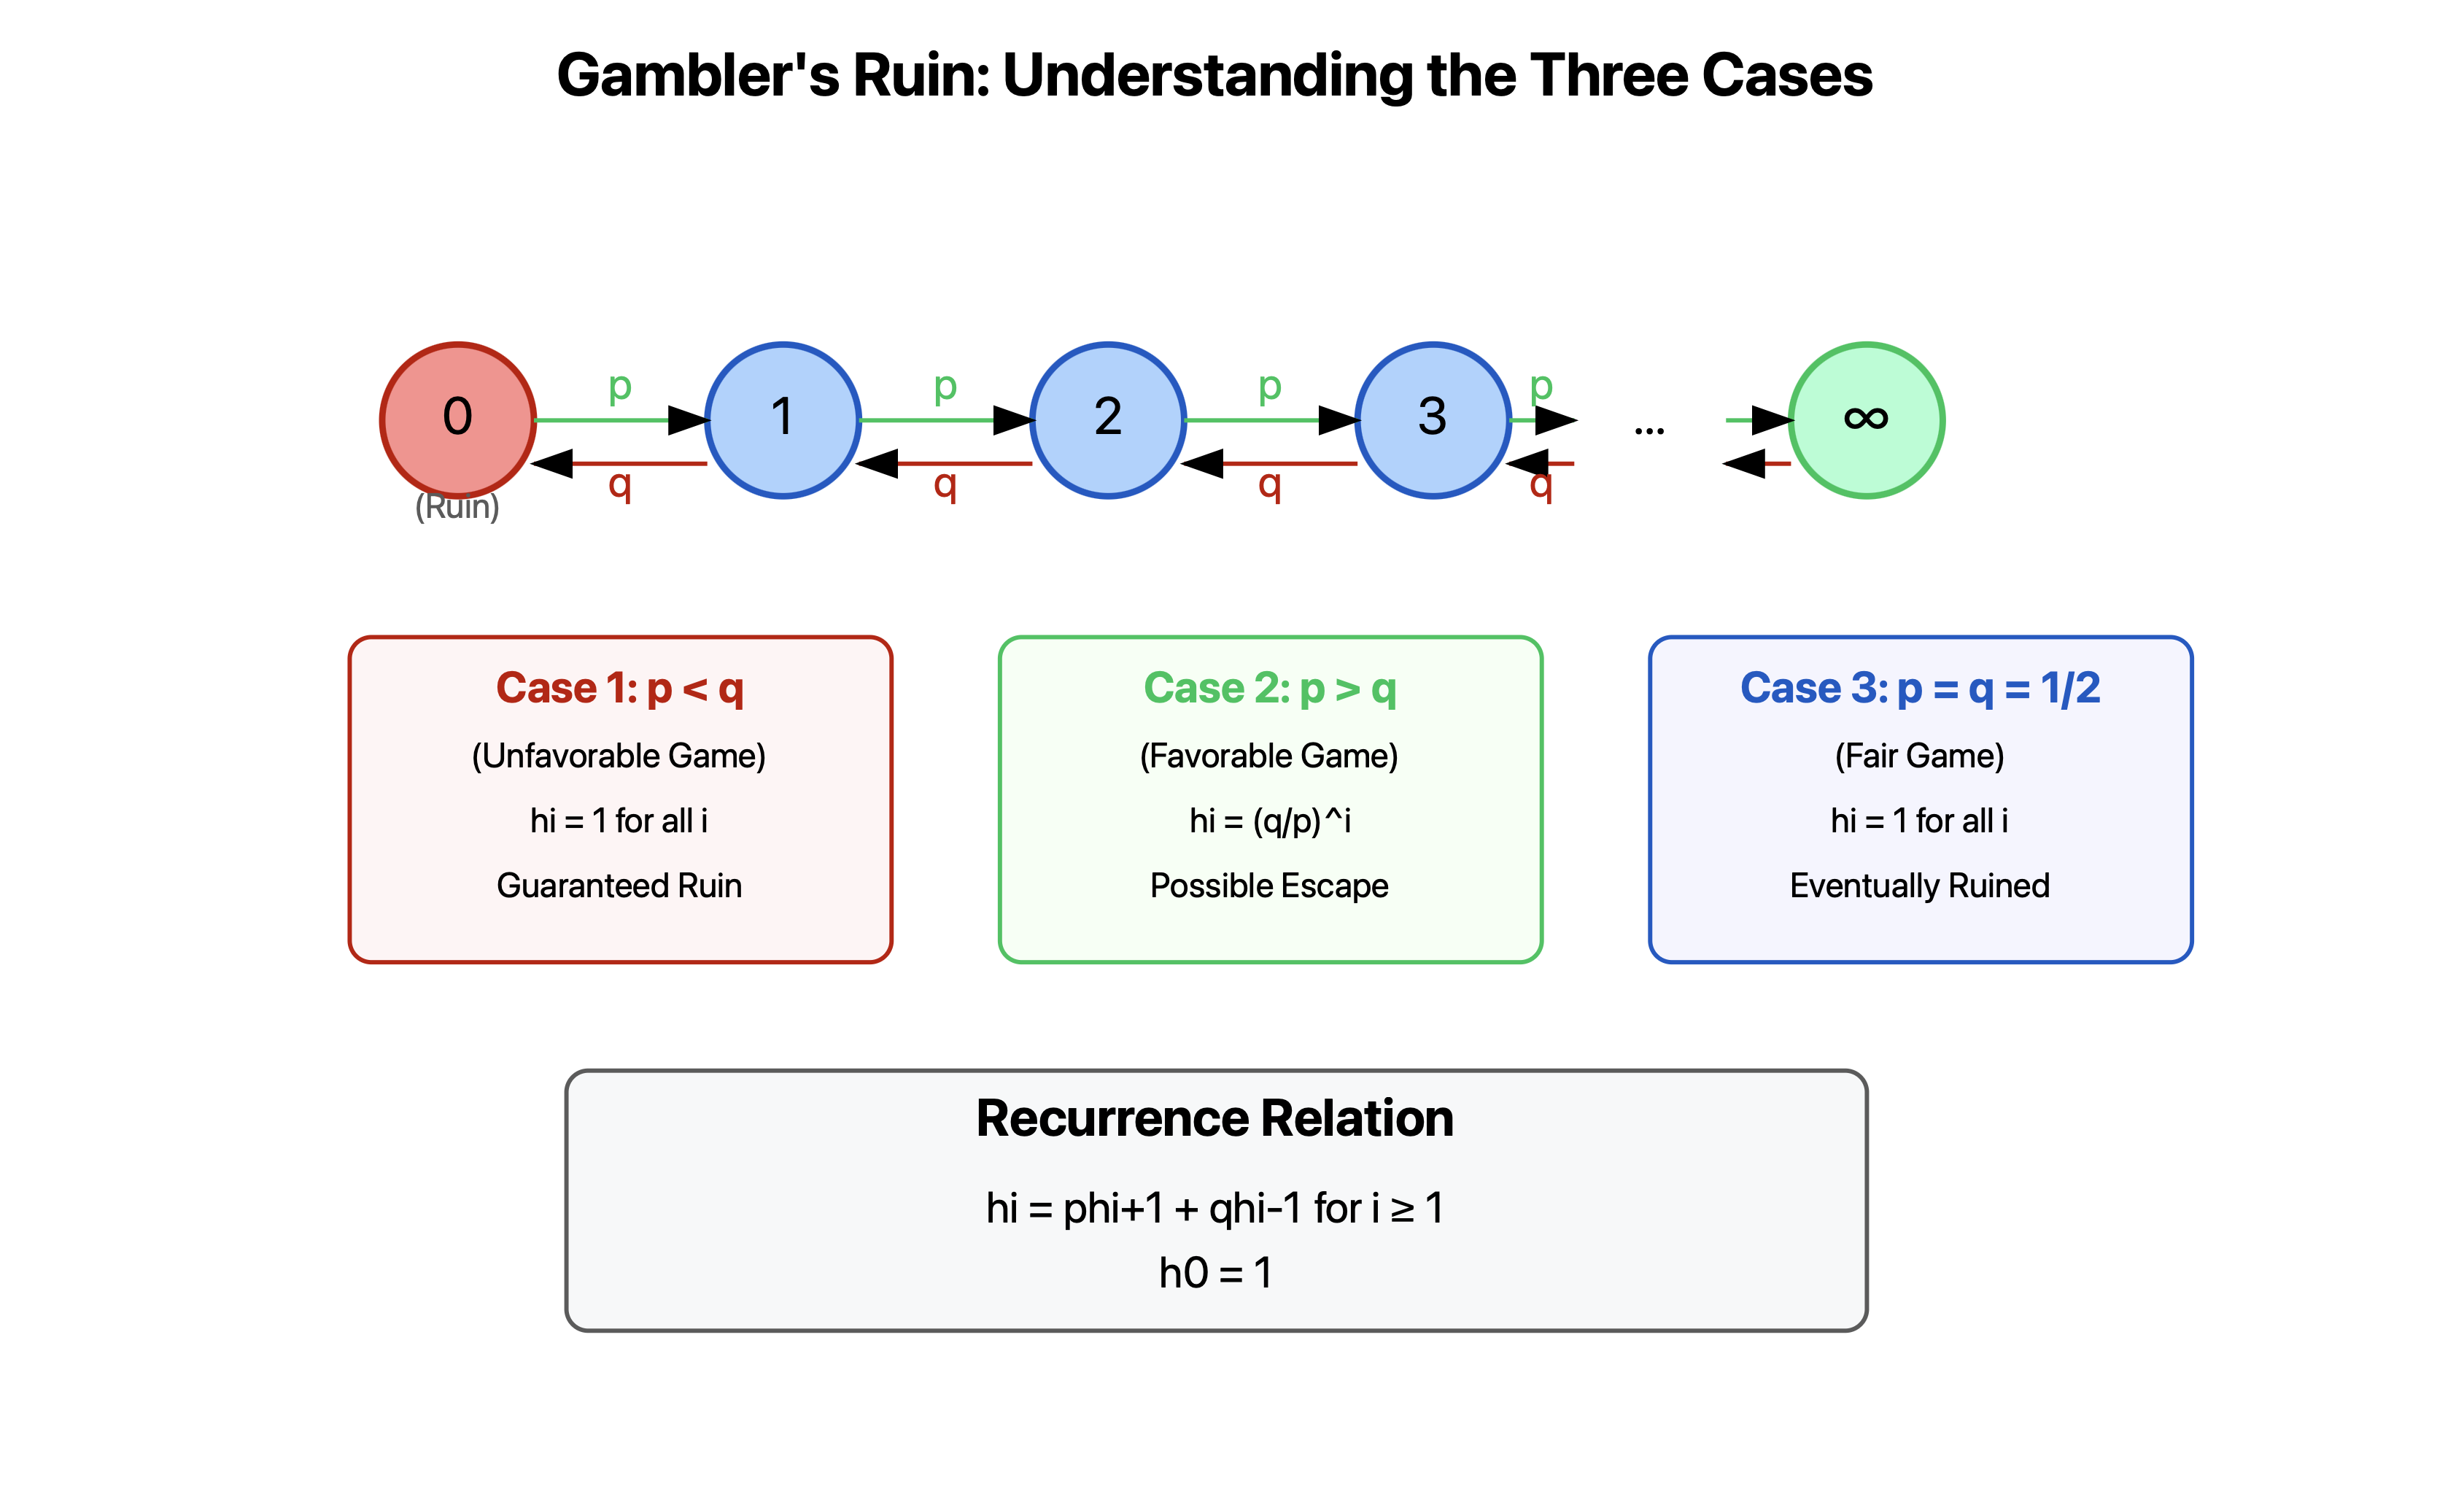 Gambler's Ruin: Understanding the Three Cases
p p p p
0 1 2 3 ... ∞
q q q q
(Ruin)
Case 1: p < q
(Unfavorable Game)
hi = 1 for all i
Guaranteed Ruin
Case 2: p > q
(Favorable Game)
hi = (q/p)^i
Possible Escape
Case 3: p = q = 1/2
(Fair Game)
hi = 1 for all i
Eventually Ruined
Recurrence Relation
hi = phi+1 + qhi-1 for i ≥ 1
h0 = 1